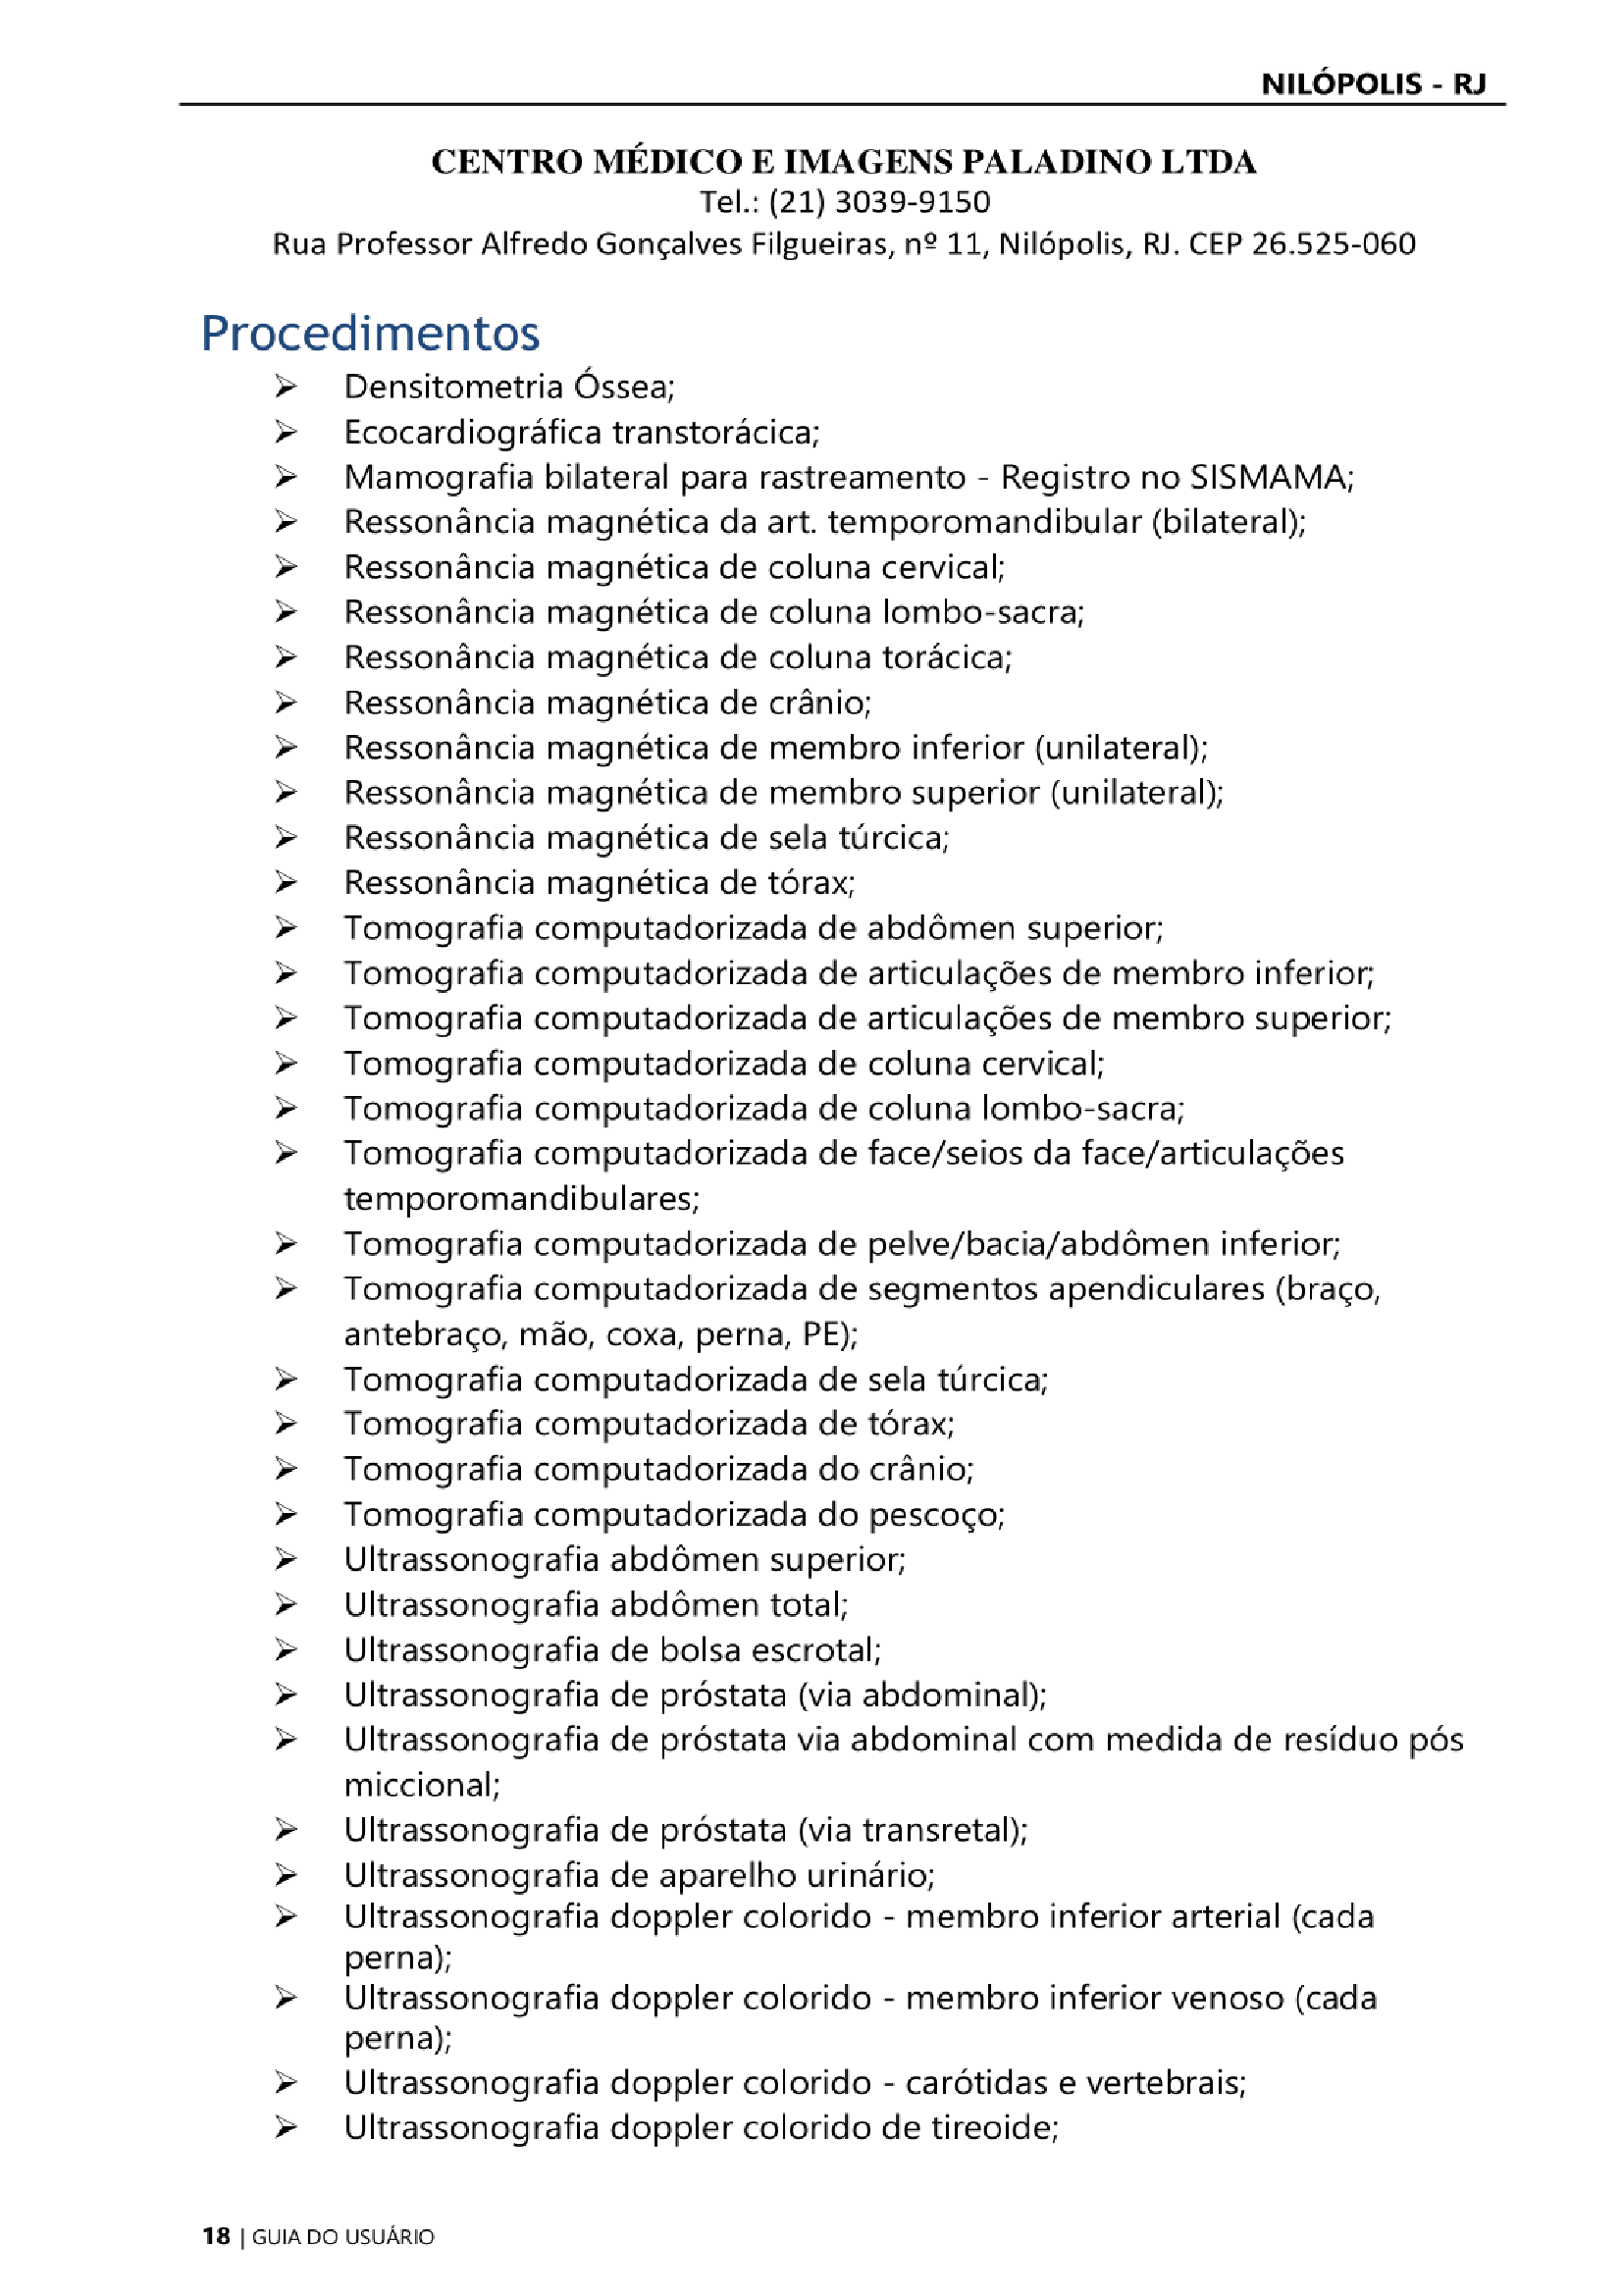 NILÓPOLIS - RJ
CENTRO MÉDICO E IMAGENS PALADINO LTDA
Tel.: (21) 3039-9150
Rua Professor Alfredo Gonçalves Filgueiras, nº 11, Nilópolis, RJ. CEP 26.525-060
Procedimentos
➢ Densitometria Óssea;
➢ Ecocardiográfica transtorácica;
➢ Mamografia bilateral para rastreamento - Registro no SISMAMA;
➢ Ressonância magnética da art. temporomandibular (bilateral);
➢ Ressonância magnética de coluna cervical;
➢ Ressonância magnética de coluna lombo-sacra;
➢ Ressonância magnética de coluna torácica;
➢ Ressonância magnética de crânio;
➢ Ressonância magnética de membro inferior (unilateral);
➢ Ressonância magnética de membro superior (unilateral);
➢ Ressonância magnética de sela túrcica;
➢ Ressonância magnética de tórax;
➢ Tomografia computadorizada de abdômen superior;
➢ Tomografia computadorizada de articulações de membro inferior;
➢ Tomografia computadorizada de articulações de membro superior;
➢ Tomografia computadorizada de coluna cervical;
➢ Tomografia computadorizada de coluna lombo-sacra;
➢ Tomografia computadorizada de face/seios da face/articulações
temporomandibulares;
➢ Tomografia computadorizada de pelve/bacia/abdômen inferior;
➢ Tomografia computadorizada de segmentos apendiculares (braço,
antebraço, mão, coxa, perna, PE);
➢ Tomografia computadorizada de sela túrcica;
➢ Tomografia computadorizada de tórax;
➢ Tomografia computadorizada do crânio;
➢ Tomografia computadorizada do pescoço;
➢ Ultrassonografia abdômen superior;
➢ Ultrassonografia abdômen total;
➢ Ultrassonografia de bolsa escrotal;
➢ Ultrassonografia de próstata (via abdominal);
➢ Ultrassonografia de próstata via abdominal com medida de resíduo pós
miccional;
➢ Ultrassonografia de próstata (via transretal);
➢ Ultrassonografia de aparelho urinário;
➢ Ultrassonografia doppler colorido - membro inferior arterial (cada
perna);
➢ Ultrassonografia doppler colorido - membro inferior venoso (cada
perna);
➢ Ultrassonografia doppler colorido - carótidas e vertebrais;
➢ Ultrassonografia doppler colorido de tireoide;
18 | GUIA DO USUÁRIO